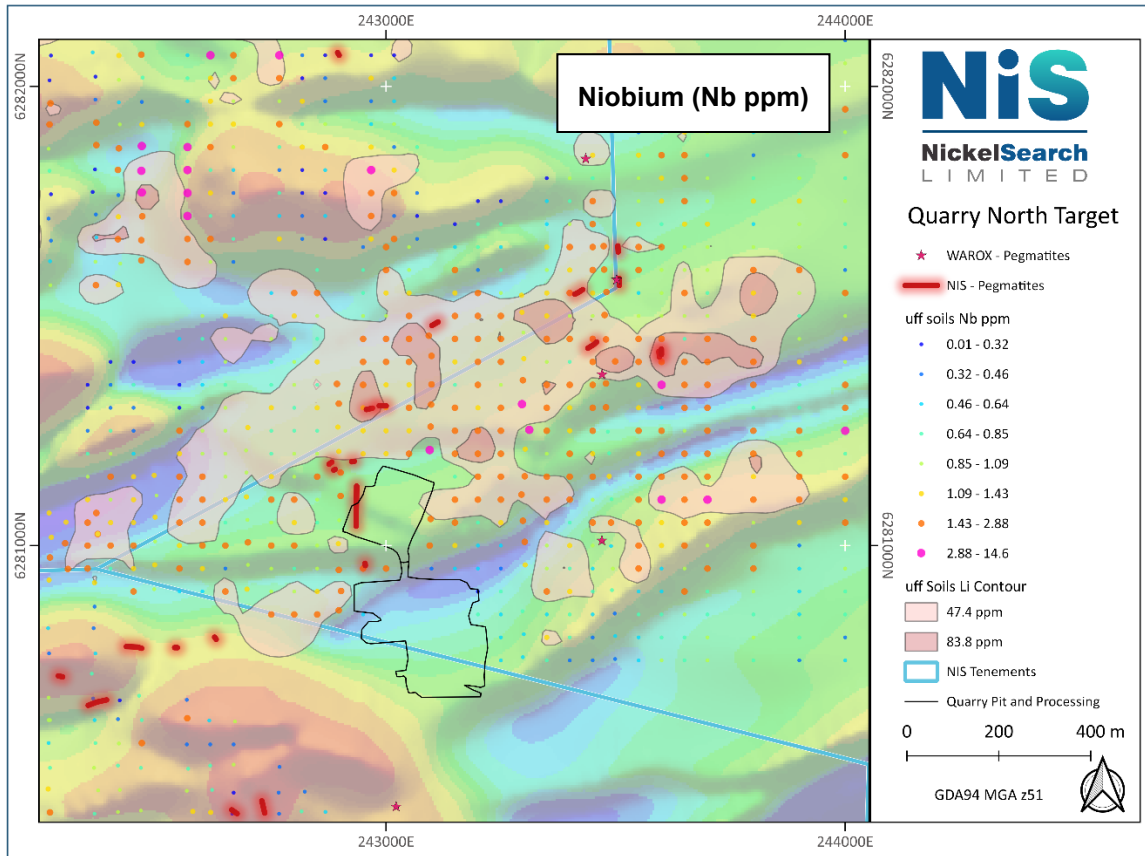 243000E
244000E
6282000N
6282000N
Niobium (Nb ppm)
NiS
NickelSearch
LIMITED
Quarry North Target
WAROX - Pegmatites
NIS - Pegmatites
uff soils Nb ppm
0.01 - 0.32
0.32 - 0.46
0.46 - 0.64
0.64 - 0.85
0.85 - 1.09
1.09 - 1.43
1.43 - 2.88
2.88 - 14.6
uff Soils Li Contour
47.4 ppm
83.8 ppm
NIS Tenements
Quarry Pit and Processing
0 200 400 m
GDA94 MGA z51
6281000N
6281000N
243000E
244000E